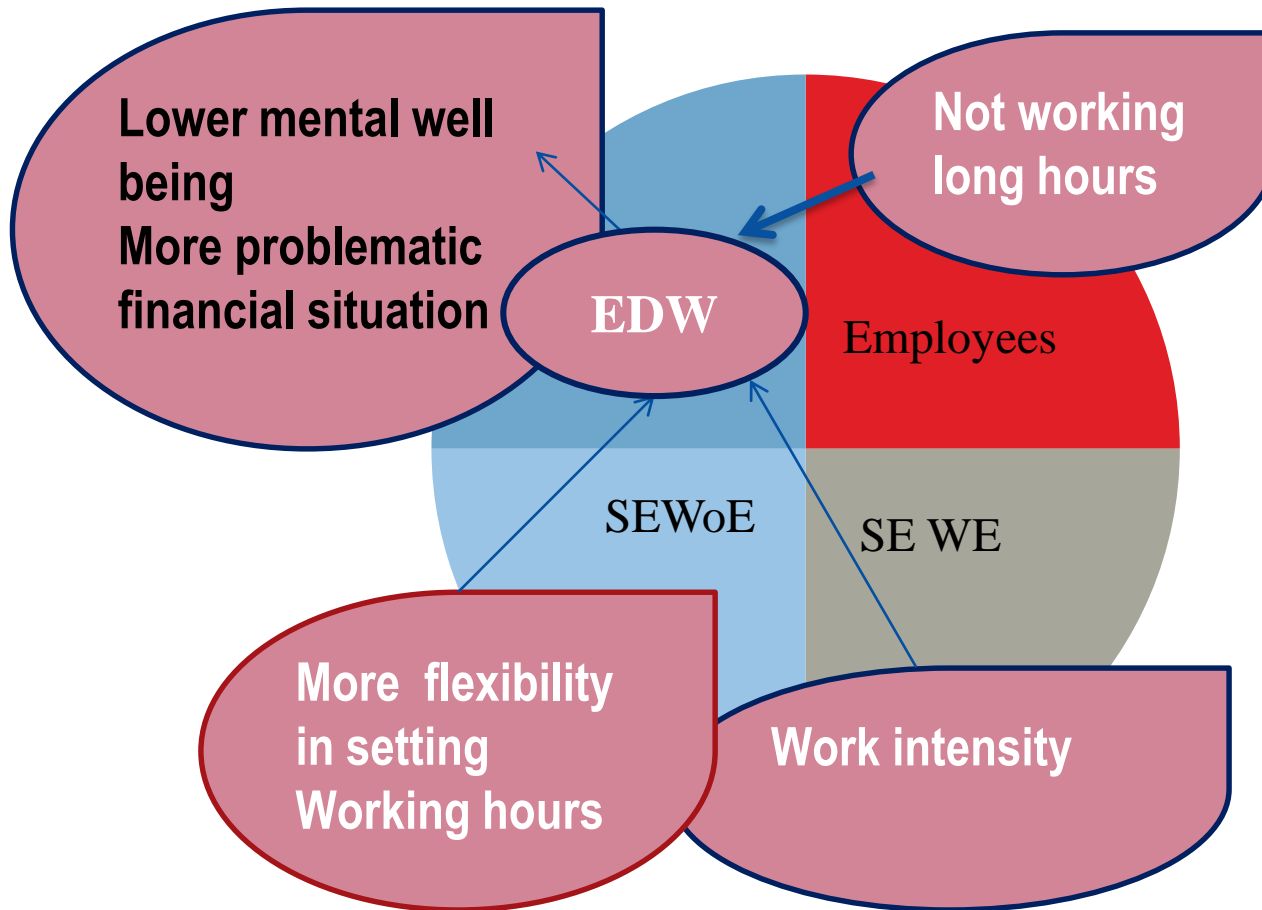 Lower mental well
being
More problematic
financial situation
Not working
long hours
EDW
Employees
SEWoE
SE WE
More flexibility
in setting
Working hours
Work intensity